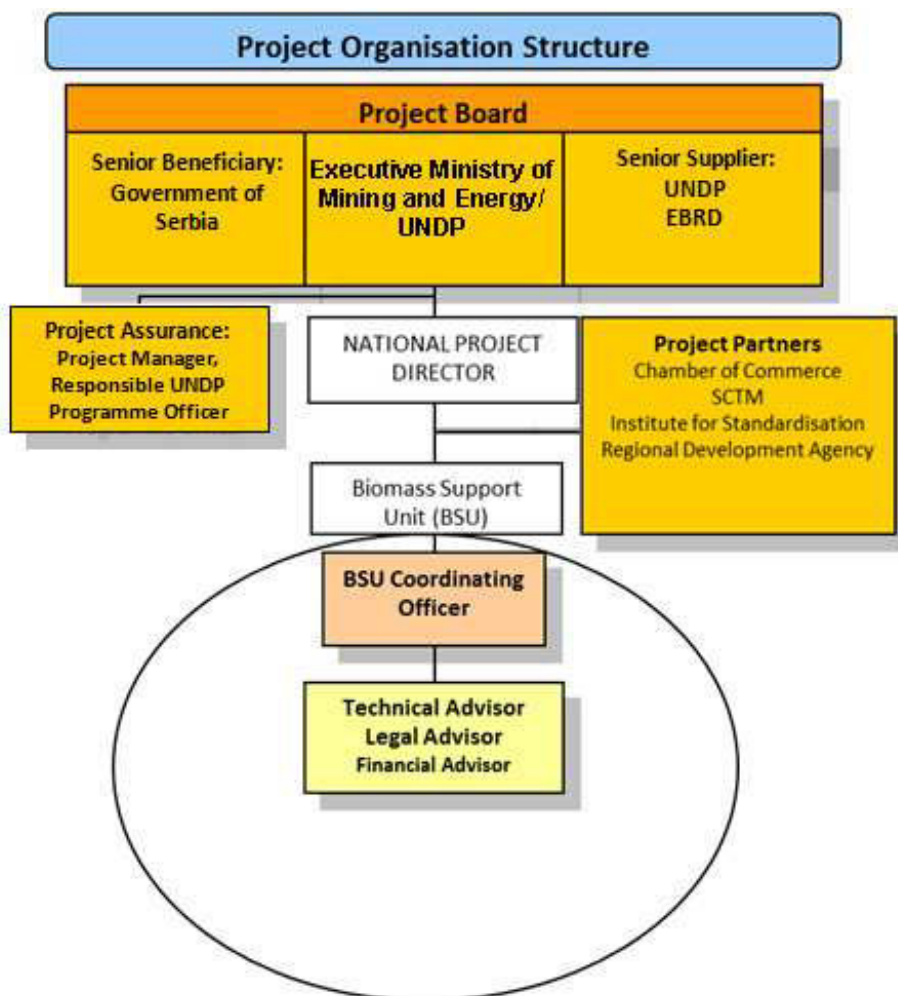 Project Organisation Structure
Project Board
Senior Beneficiary:
Government of
Serbia
Executive Ministry of
Mining and Energy/
UNDP
Senior Supplier:
UNDP
EBRD
Project Assurance:
Project Manager,
Responsible UNDP
Programme Officer
NATIONAL PROJECT
DIRECTOR
Project Partners
Chamber of Commerce
SCTM
Institute for Standardisation
Regional Development Agency
Biomass Support
Unit (BSU)
BSU Coordinating
Officer
Technical Advisor
Legal Advisor
Financial Advisor